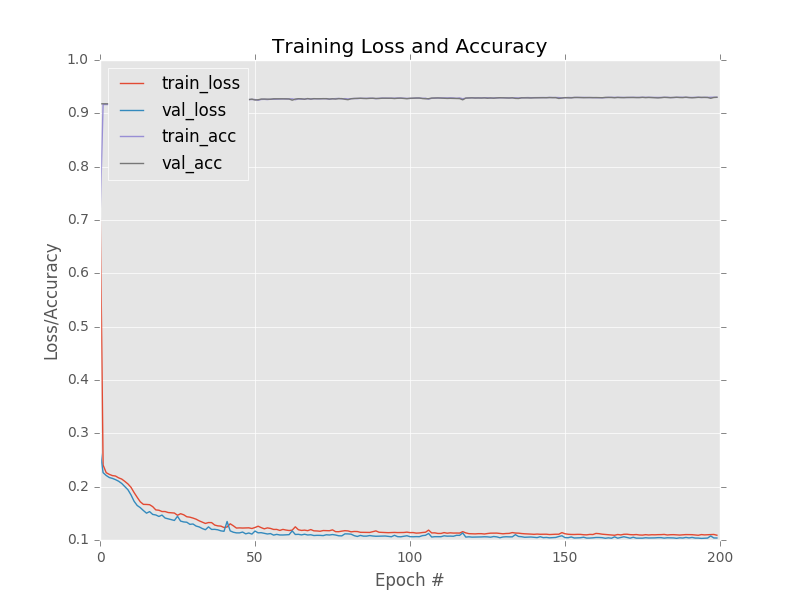 Training Loss and Accuracy
1.0
0.9
0.8
0.7
0.6
0.5
0.4
0.3
0.2
0.1
Loss/Accuracy
train_loss
val_loss
train_acc
val_acc
0 50 100 150 200
Epoch #